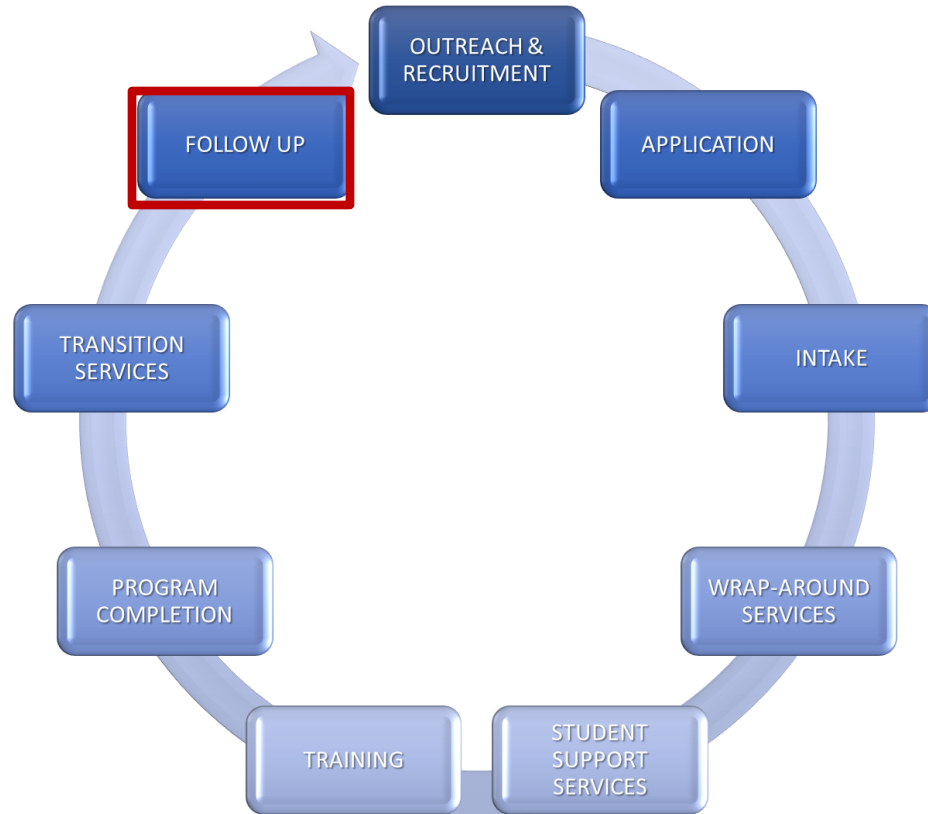 OUTREACH &
RECRUITMENT
APPLICATION
INTAKE
WRAP-AROUND
SERVICES
STUDENT
SUPPORT
SERVICES
TRAINING
PROGRAM
COMPLETION
TRANSITION
SERVICES
FOLLOW UP